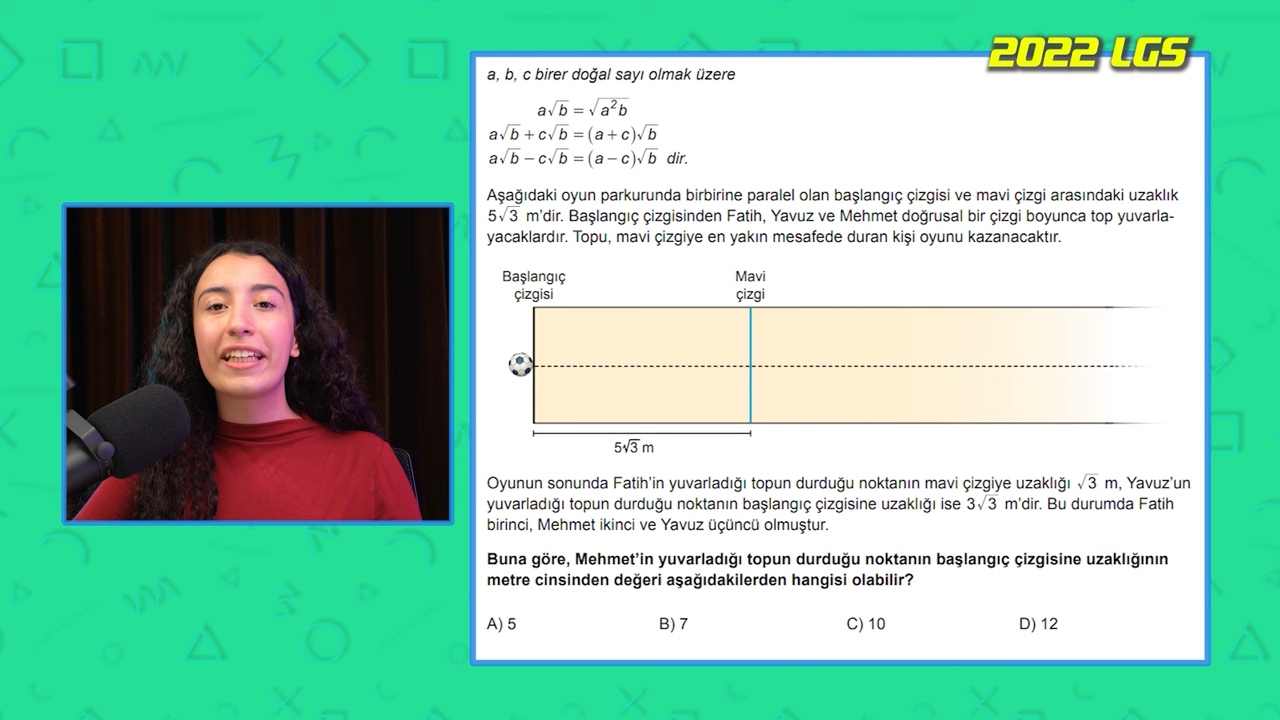 2022 LGS
a, b, c birer doğal sayı olmak üzere
a√b = √a²b
a√b + c√b = (a + c)√b
a√b − c√b = (a − c)√b dir.
Aşağıdaki oyun parkurunda birbirine paralel olan başlangıç çizgisi ve mavi çizgi arasındaki uzaklık
5√3 m'dir. Başlangıç çizgisinden Fatih, Yavuz ve Mehmet doğrusal bir çizgi boyunca top yuvarla-
yacaklardır. Topu, mavi çizgiye en yakın mesafede duran kişi oyunu kazanacaktır.
Başlangıç
çizgisi
Mavi
çizgi
5√3 m
Oyunun sonunda Fatih'in yuvarladığı topun durduğu noktanın mavi çizgiye uzaklığı √3 m, Yavuz'un
yuvarladığı topun durduğu noktanın başlangıç çizgisine uzaklığı ise 3√3 m'dir. Bu durumda Fatih
birinci, Mehmet ikinci ve Yavuz üçüncü olmuştur.
Buna göre, Mehmet'in yuvarladığı topun durduğu noktanın başlangıç çizgisine uzaklığının
metre cinsinden değeri aşağıdakilerden hangisi olabilir?
A) 5 B) 7 C) 10 D) 12